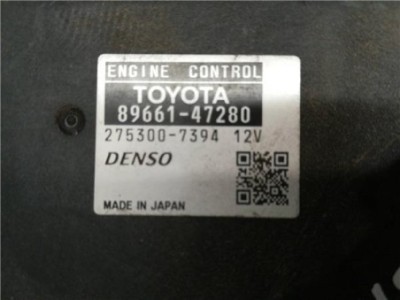 ENGINE CONTROL
TOYOTA
89661-47280
275300-7394 12V
DENSO
MADE IN JAPAN